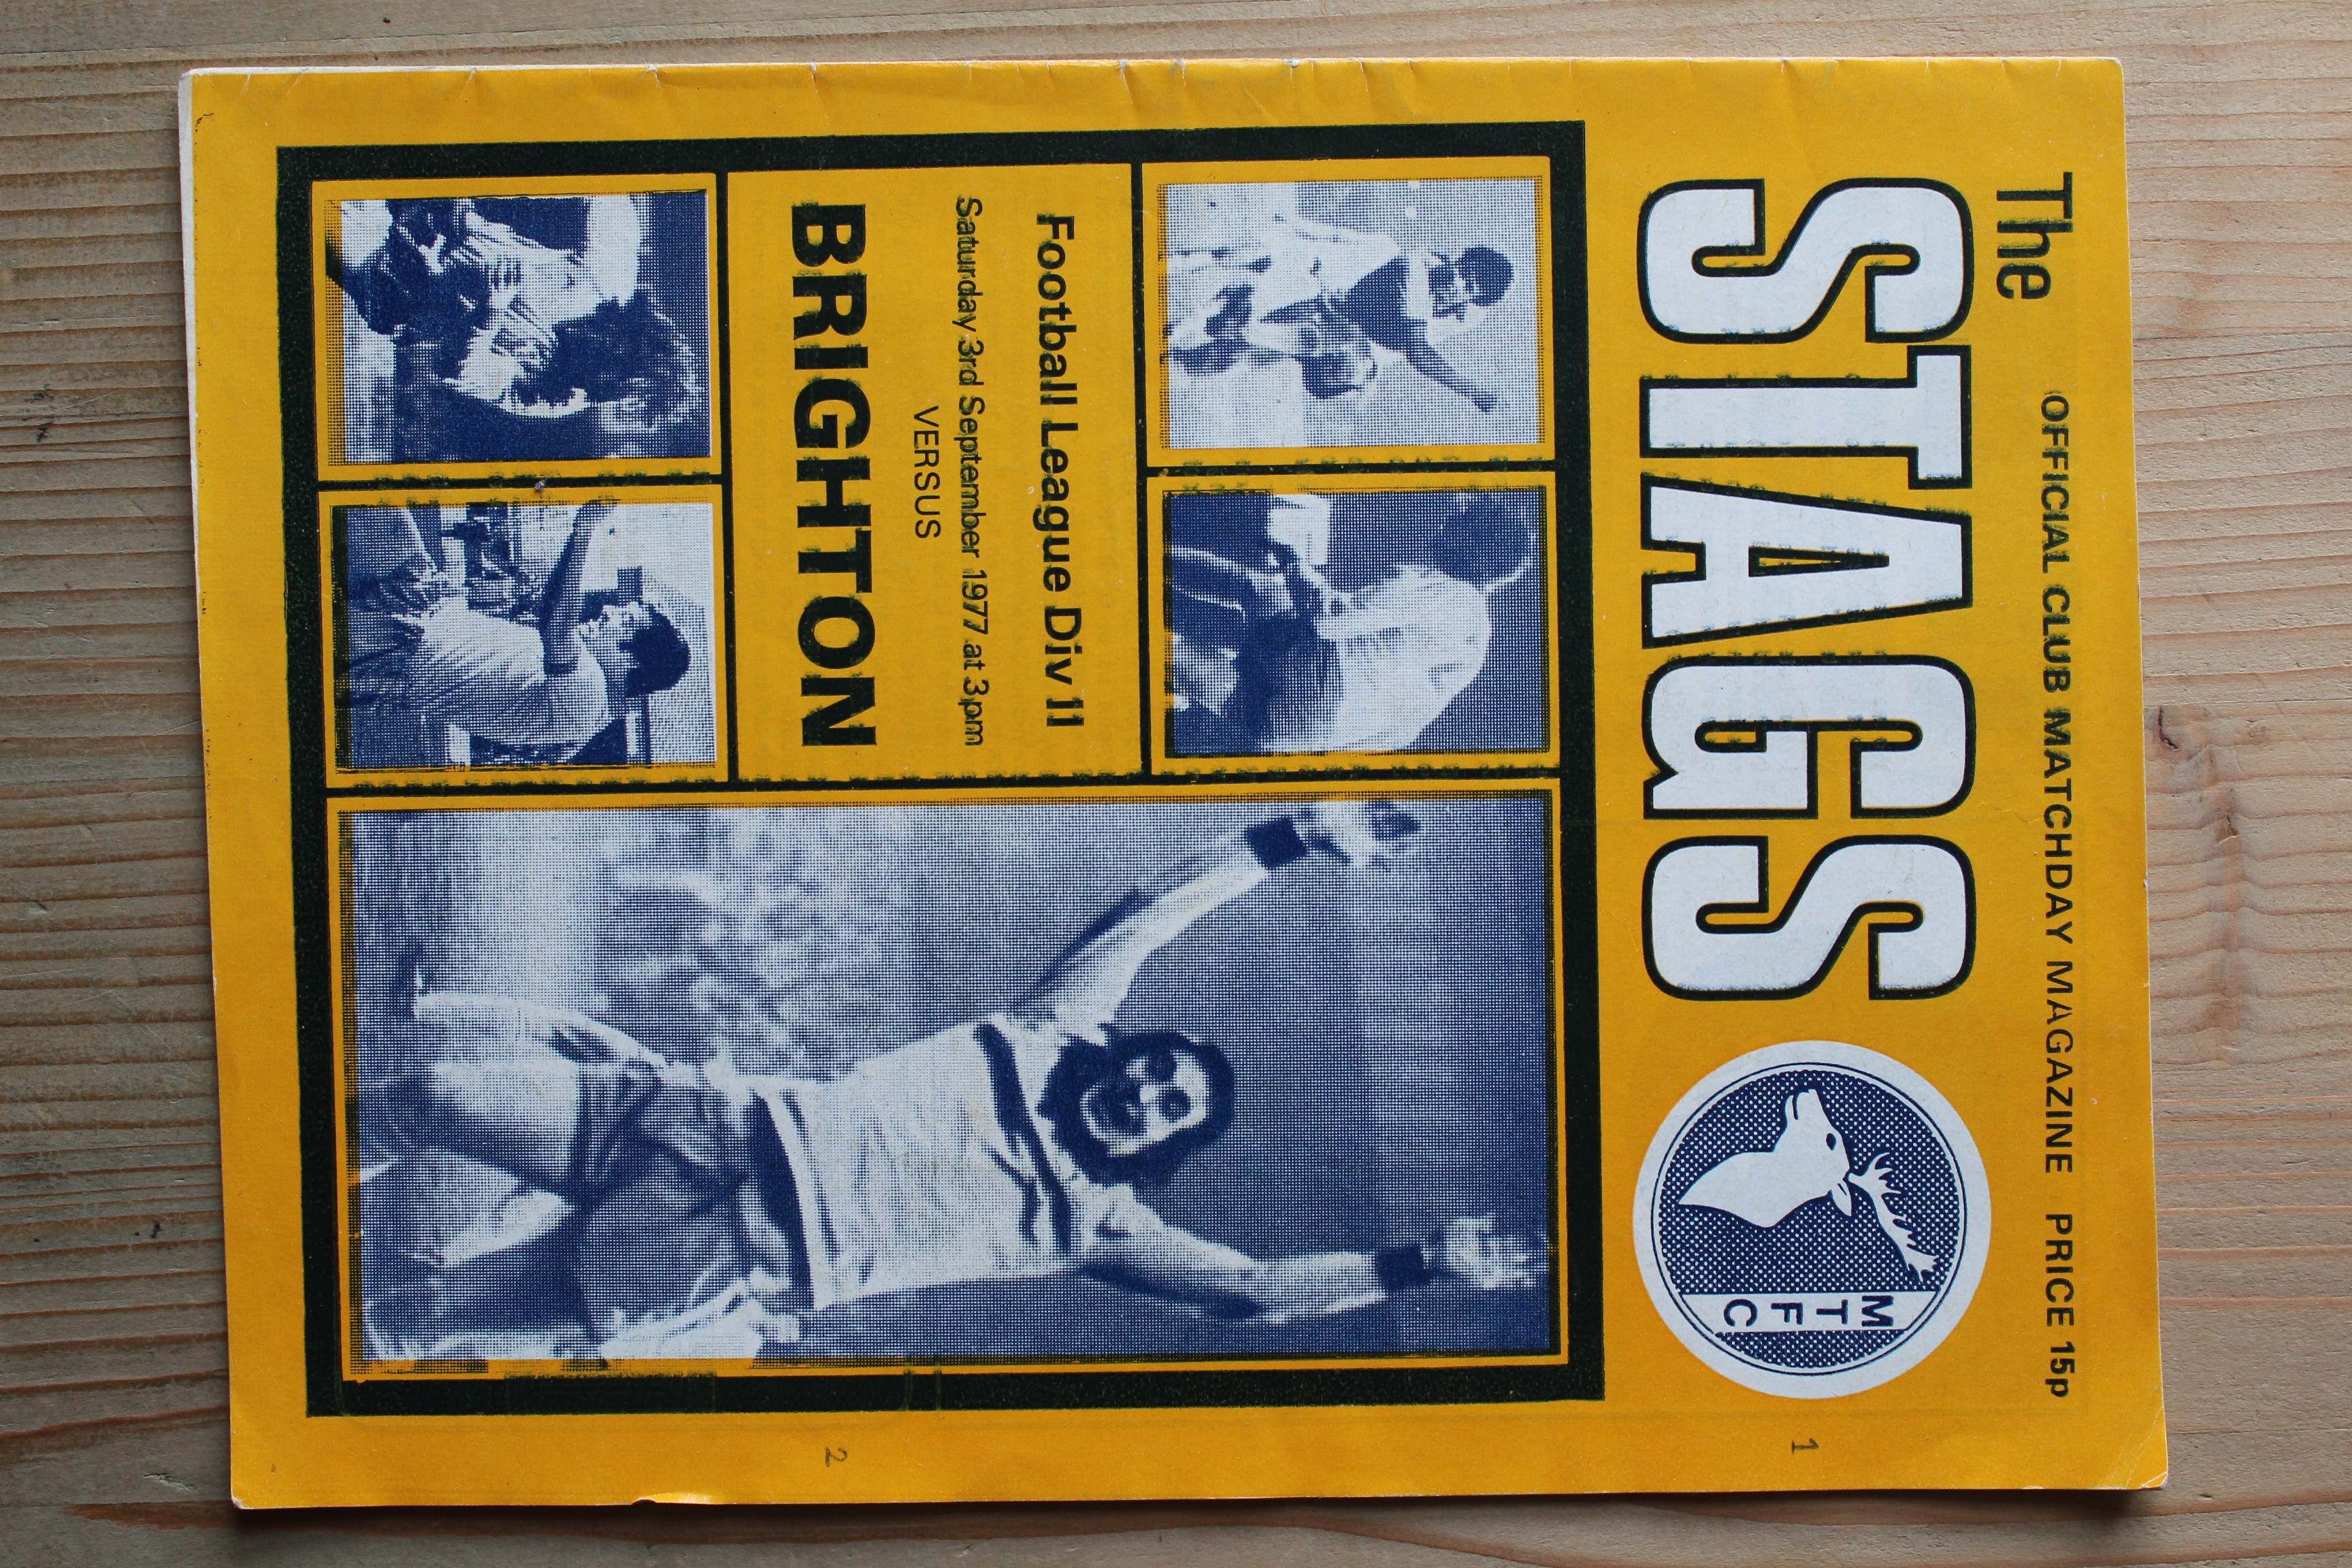 OFFICIAL CLUB MATCHDAY MAGAZINE PRICE 15p
The
STAGS
M
T
F
C
1
Football League Div 11
Saturday 3rd September 1977 at 3pm
VERSUS
BRIGHTON
2